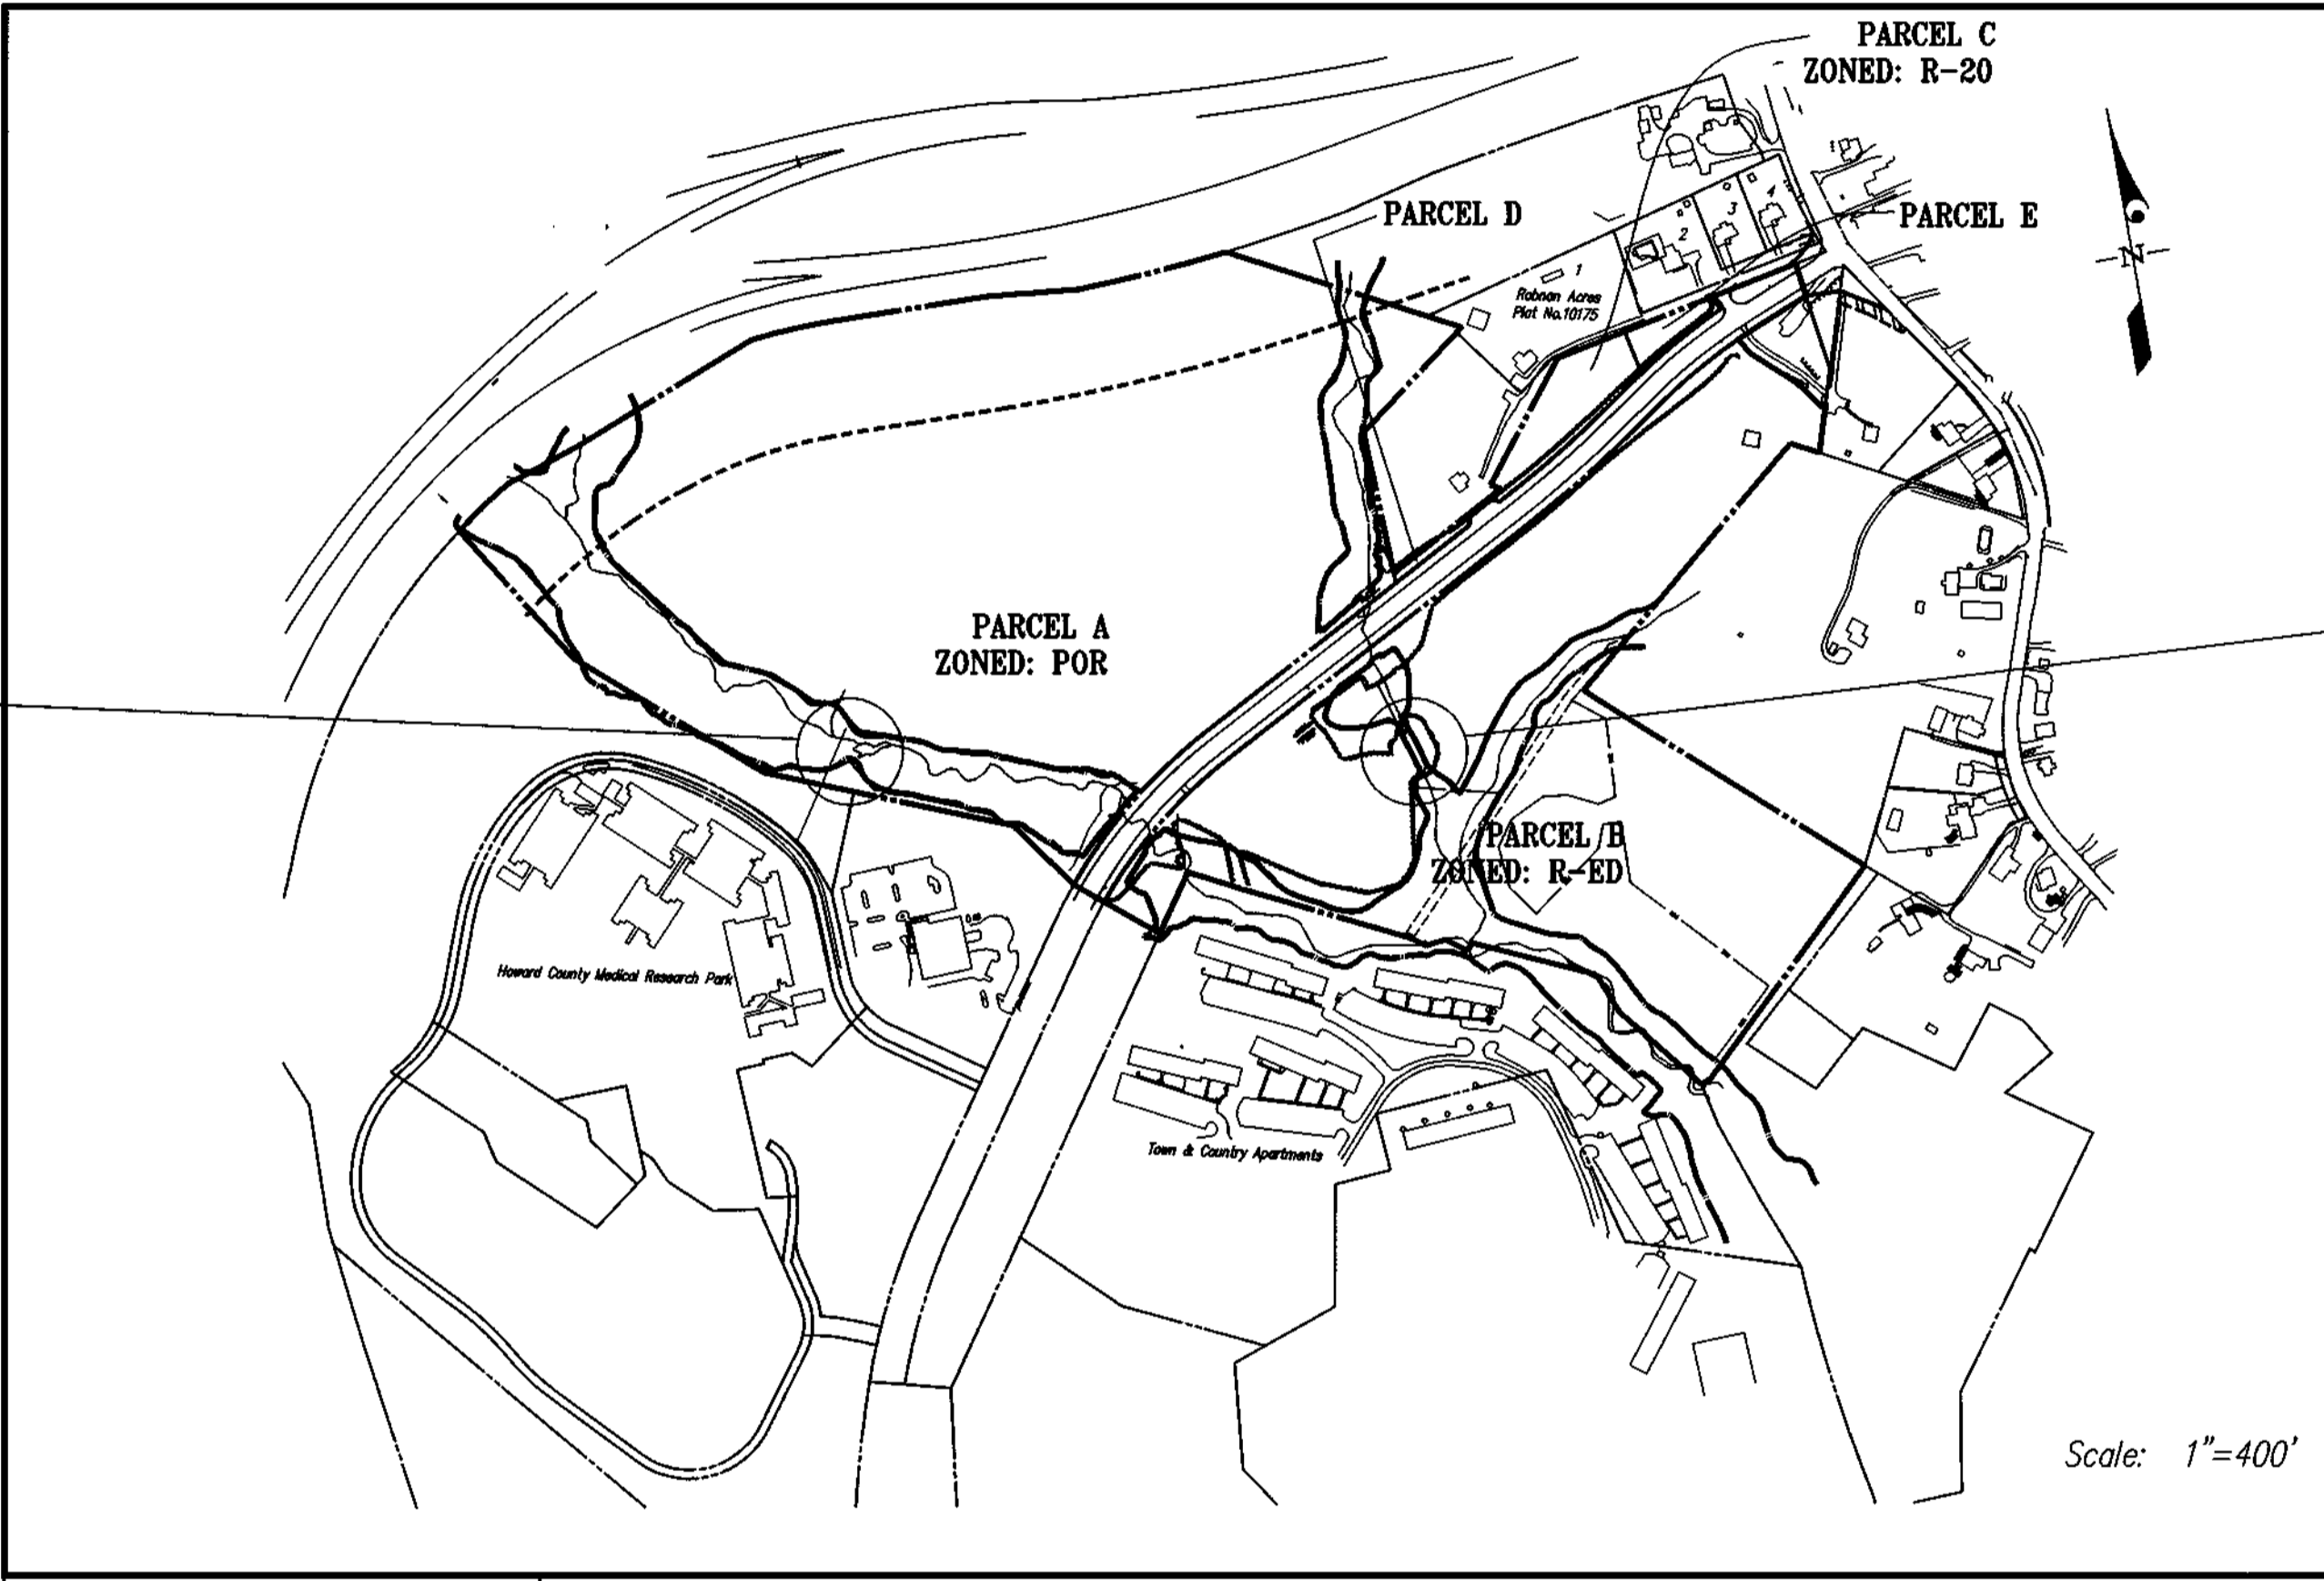 PARCEL C
ZONED: R-20
PARCEL D
PARCEL E
4
3
2
1
Robnan Acres
Plat No.10175
N
PARCEL A
ZONED: POR
PARCEL B
ZONED: R-ED
Howard County Medical Research Park
Town & Country Apartments
Scale: 1"=400'